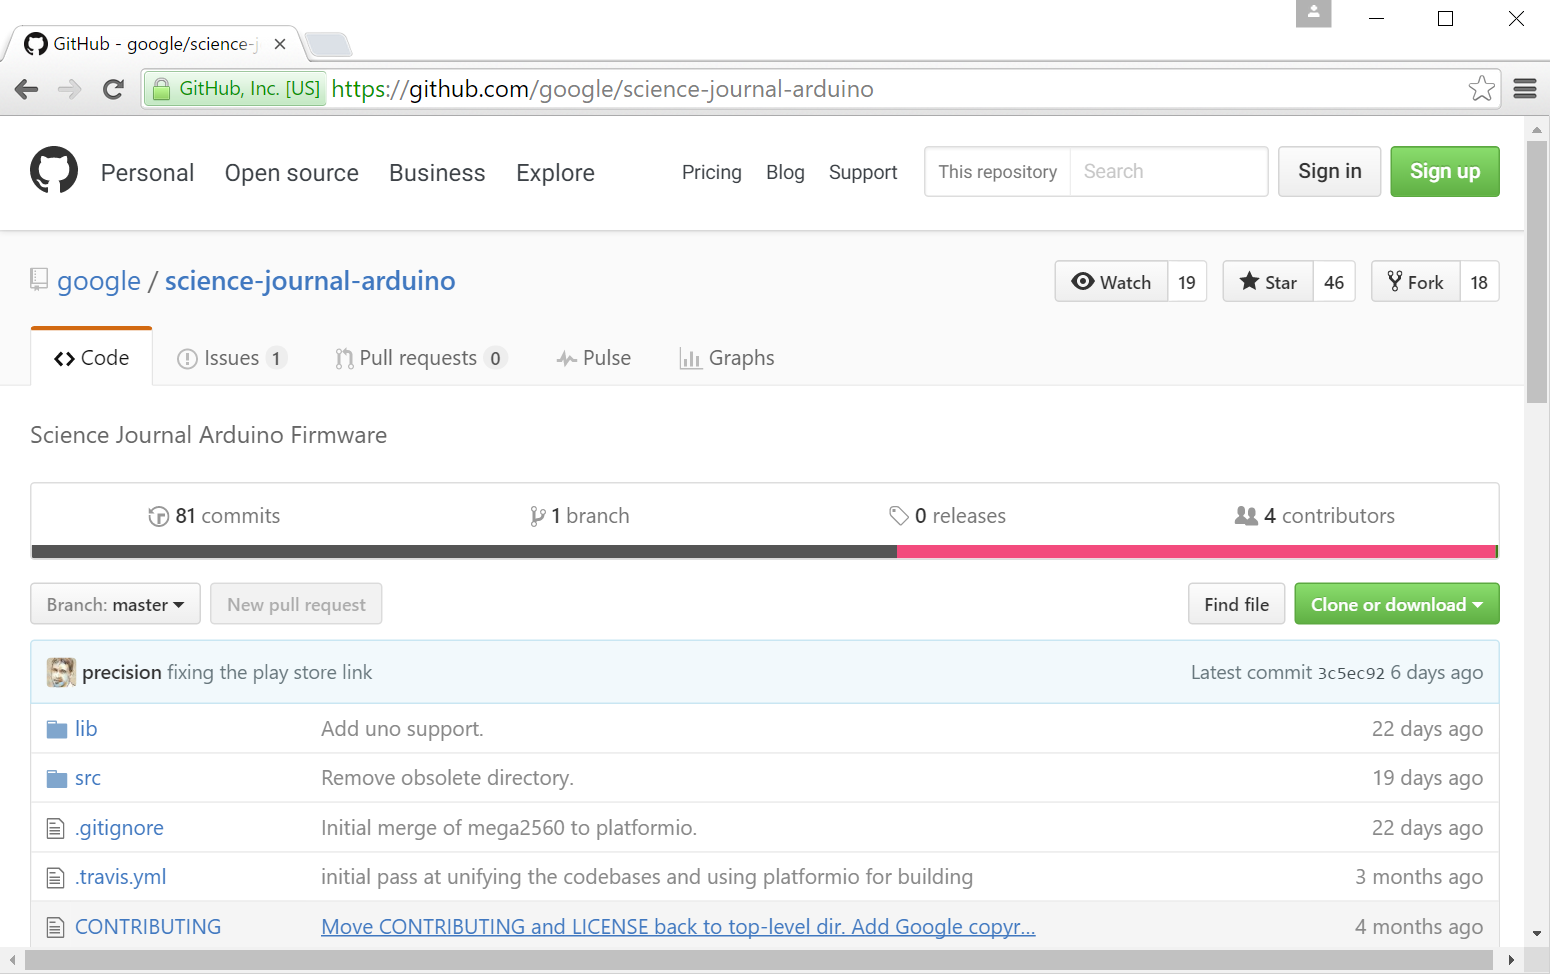 GitHub - google/science-j
GitHub, Inc. [US] https://github.com/google/science-journal-arduino
Personal Open source Business Explore Pricing Blog Support This repository Search Sign in Sign up
google / science-journal-arduino Watch 19 Star 46 Fork 18
Code Issues 1 Pull requests 0 Pulse Graphs
Science Journal Arduino Firmware
81 commits 1 branch 0 releases 4 contributors
Branch: master New pull request Find file Clone or download
precision fixing the play store link Latest commit 3c5ec92 6 days ago
lib Add uno support. 22 days ago
src Remove obsolete directory. 19 days ago
.gitignore Initial merge of mega2560 to platformio. 22 days ago
.travis.yml initial pass at unifying the codebases and using platformio for building 3 months ago
CONTRIBUTING Move CONTRIBUTING and LICENSE back to top-level dir. Add Google copyr... 4 months ago